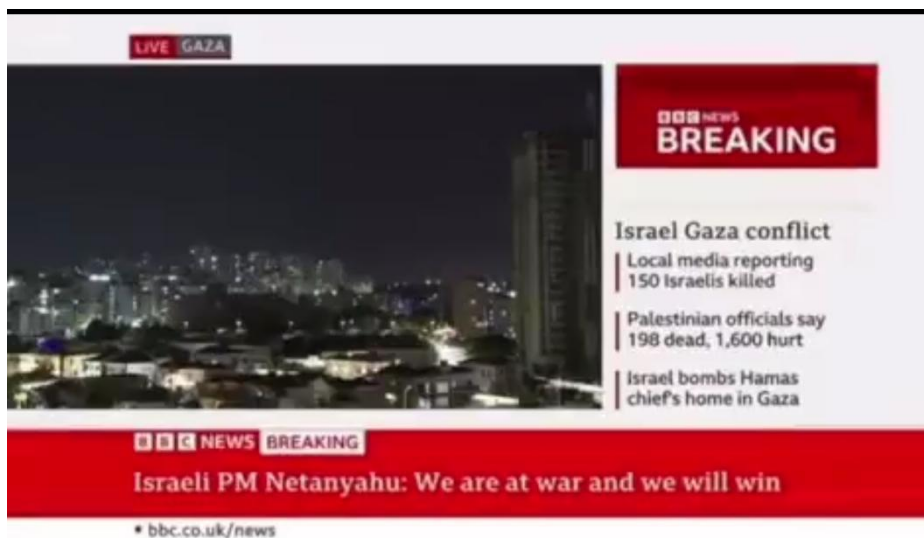 LIVE GAZA
BBC NEWS
BREAKING
Israel Gaza conflict
Local media reporting
150 Israelis killed
Palestinian officials say
198 dead, 1,600 hurt
Israel bombs Hamas
chief's home in Gaza
BBC NEWS BREAKING
Israeli PM Netanyahu: We are at war and we will win
• bbc.co.uk/news